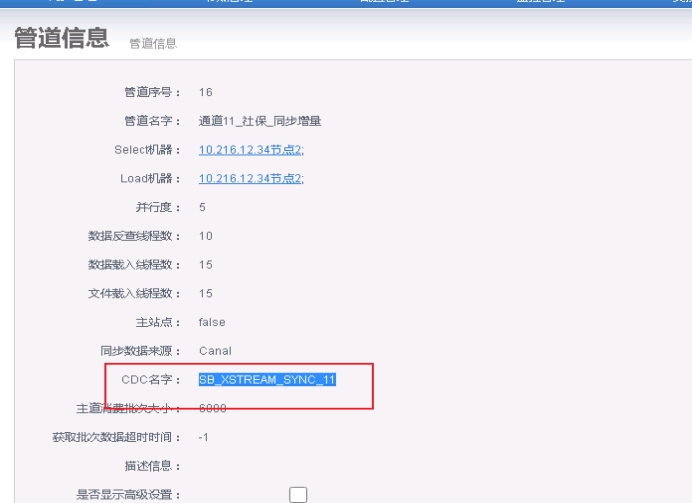 管道信息 管道信息
管道序号： 16
管道名字： 通道11_社保_同步增量
Select机器： 10.216.12.34节点2;
Load机器： 10.216.12.34节点2;
并行度： 5
数据反查线程数： 10
数据载入线程数： 15
文件载入线程数： 15
主站点： false
同步数据来源： Canal
CDC名字： SB_XSTREAM_SYNC_11
主道消费批次大小： 6000
获取批次数据超时时间： -1
描述信息：
是否显示高级设置：